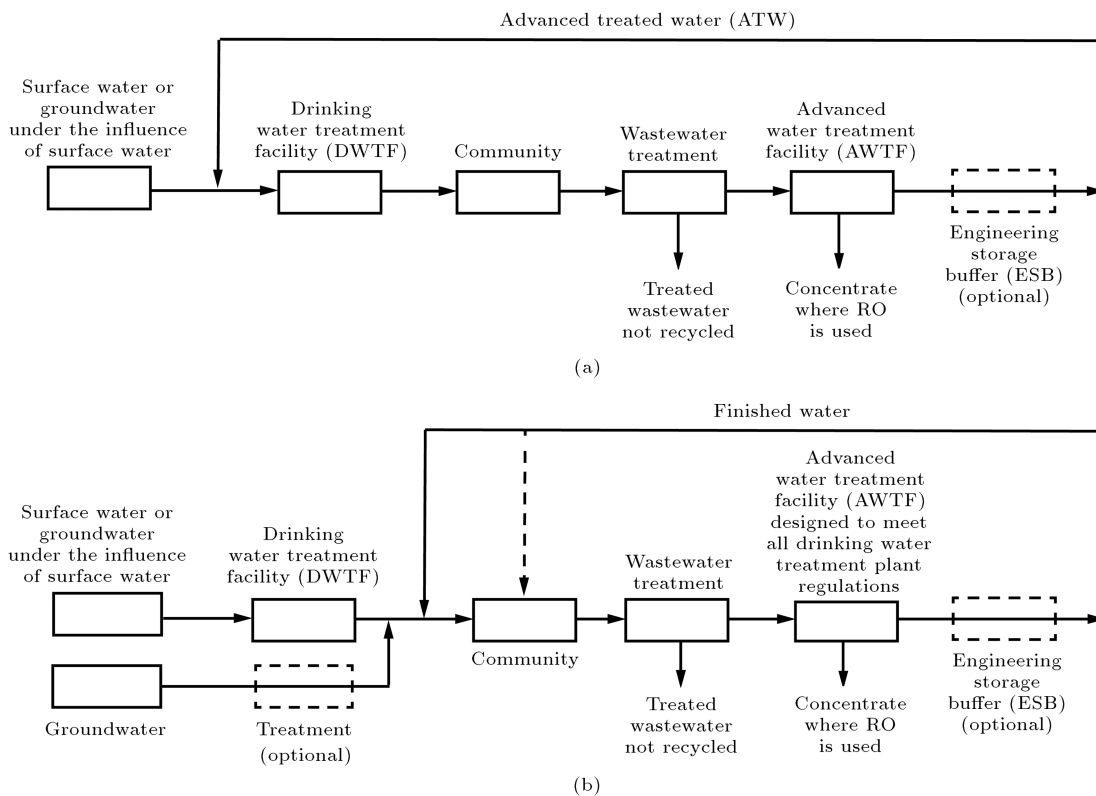 Advanced treated water (ATW)
Surface water or
groundwater
under the influence
of surface water
Drinking
water treatment
facility (DWTF)
Community
Wastewater
treatment
Advanced
water treatment
facility (AWTF)
Engineering
storage
buffer (ESB)
(optional)
Treated
wastewater
not recycled
Concentrate
where RO
is used
(a)
Finished water
Surface water or
groundwater
under the influence
of surface water
Drinking
water treatment
facility (DWTF)
Wastewater
treatment
Advanced
water treatment
facility (AWTF)
designed to meet
all drinking water
treatment plant
regulations
Community
Groundwater
Treatment
(optional)
Treated
wastewater
not recycled
Concentrate
where RO
is used
Engineering
storage
buffer (ESB)
(optional)
(b)